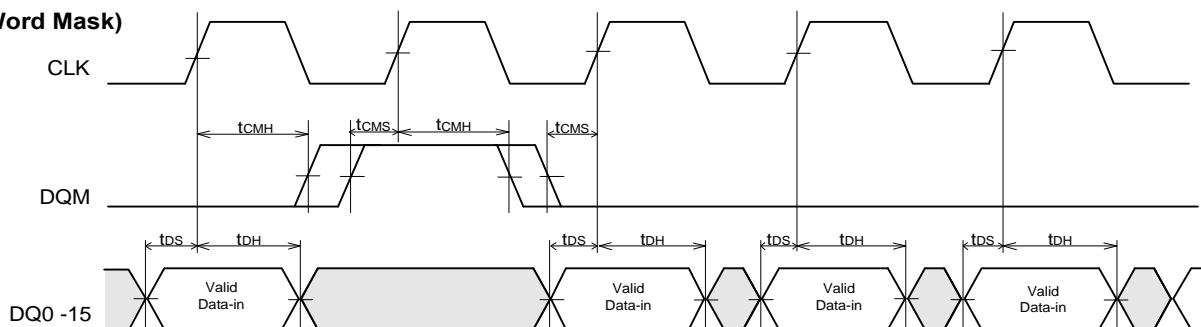 Word Mask)
CLK
tCMH tCMS tCMH tCMS
DQM
tDS tDH tDS tDH tDS tDH tDS tDH
Valid Data-in Valid Data-in Valid Data-in Valid Data-in
DQ0 -15